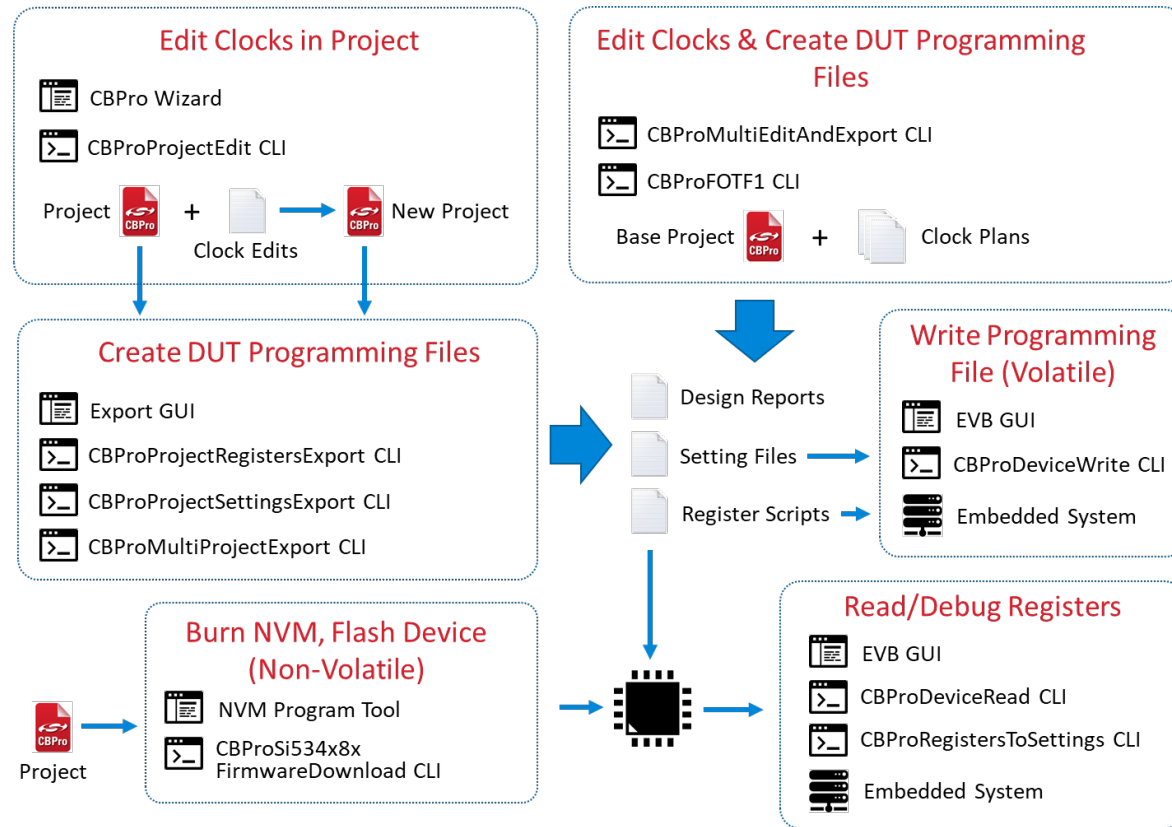 Edit Clocks in Project
CBPro Wizard
CBProProjectEdit CLI
Project
CBPro
+
Clock Edits
CBPro
New Project
Edit Clocks & Create DUT Programming
Files
CBProMultiEditAndExport CLI
CBProFOTF1 CLI
Base Project
CBPro
+
Clock Plans
Create DUT Programming Files
Export GUI
CBProProjectRegistersExport CLI
CBProProjectSettingsExport CLI
CBProMultiProjectExport CLI
Design Reports
Setting Files
Register Scripts
Write Programming
File (Volatile)
EVB GUI
CBProDeviceWrite CLI
Embedded System
Burn NVM, Flash Device
(Non-Volatile)
NVM Program Tool
CBProSi534x8x
FirmwareDownload CLI
CBPro
Project
Read/Debug Registers
EVB GUI
CBProDeviceRead CLI
CBProRegistersToSettings CLI
Embedded System